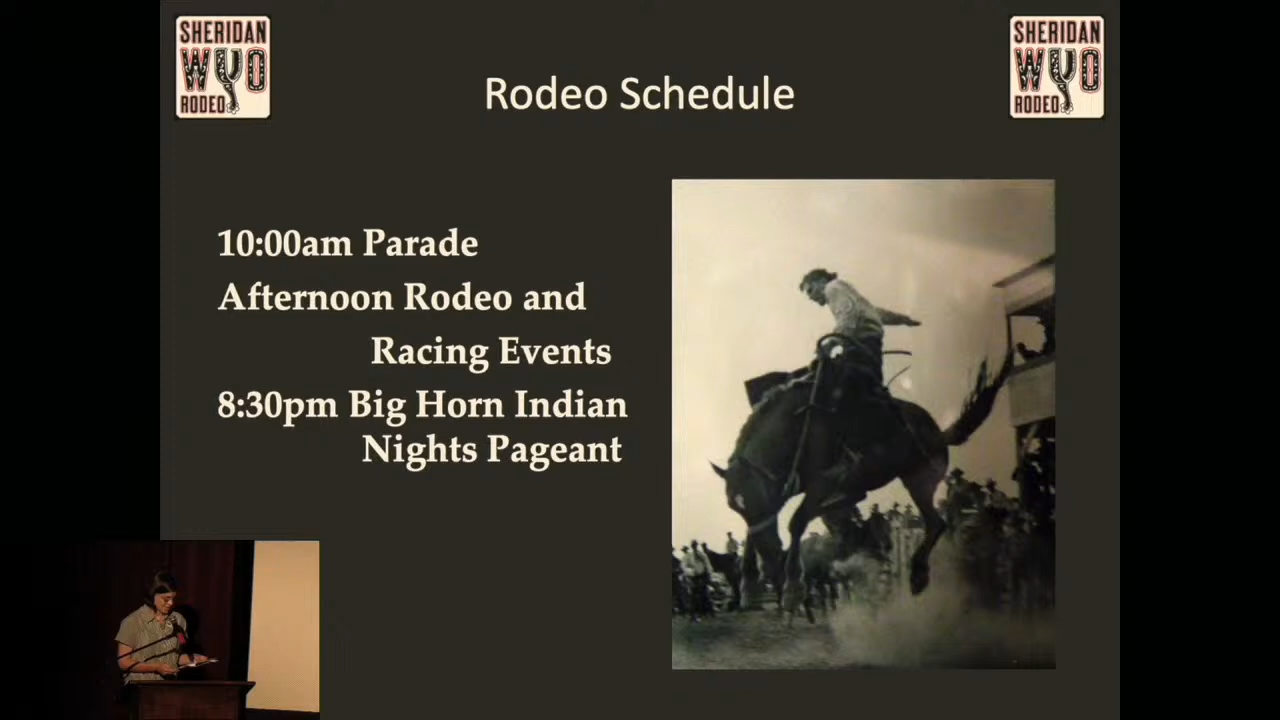 SHERIDAN
WYO
RODEO
SHERIDAN
WYO
RODEO
Rodeo Schedule
10:00am Parade
Afternoon Rodeo and
Racing Events
8:30pm Big Horn Indian
Nights Pageant